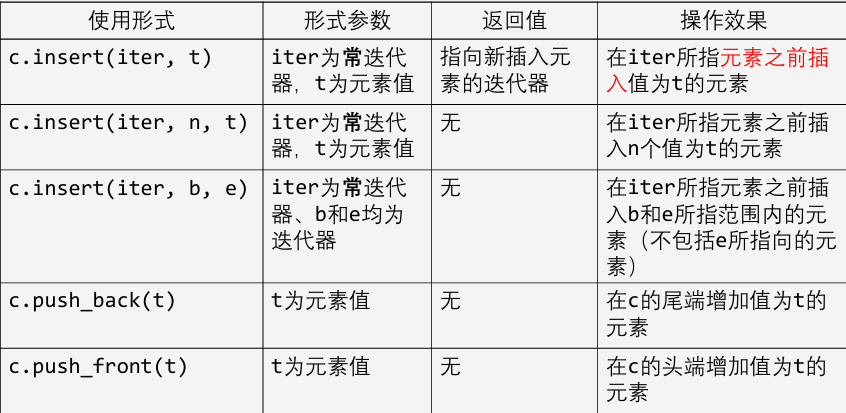 使用形式 形式参数 返回值 操作效果
c.insert(iter, t) iter为常迭代 指向新插入元 在iter所指元素之前插
器，t为元素值 素的迭代器 入值为t的元素
c.insert(iter, n, t) iter为常迭代 无 在iter所指元素之前插
器，t为元素值 入n个值为t的元素
c.insert(iter, b, e) iter为常迭代 无 在iter所指元素之前插
器、b和e均为 入b和e所指范围内的元
迭代器 素（不包括e所指向的元
素）
c.push_back(t) t为元素值 无 在c的尾端增加值为t的
元素
c.push_front(t) t为元素值 无 在c的头端增加值为t的
元素